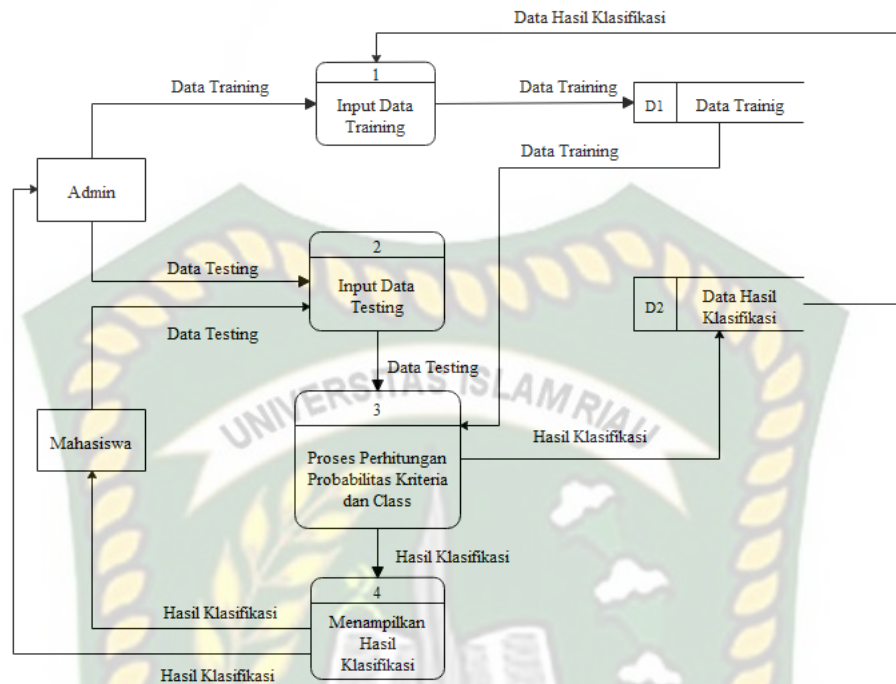 Data Hasil Klasifikasi
1
Data Training
Input Data
Training
Data Training
D1
Data Trainig
Data Training
Admin
2
Data Testing
Input Data
Testing
Data Testing
D2
Data Hasil
Klasifikasi
Data Testing
UNIVERSITAS ISLAM RIAU
3
Mahasiswa
Hasil Klasifikasi
Proses Perhitungan
Probabilitas Kriteria
dan Class
Hasil Klasifikasi
4
Hasil Klasifikasi
Menampilkan
Hasil
Klasifikasi
Hasil Klasifikasi